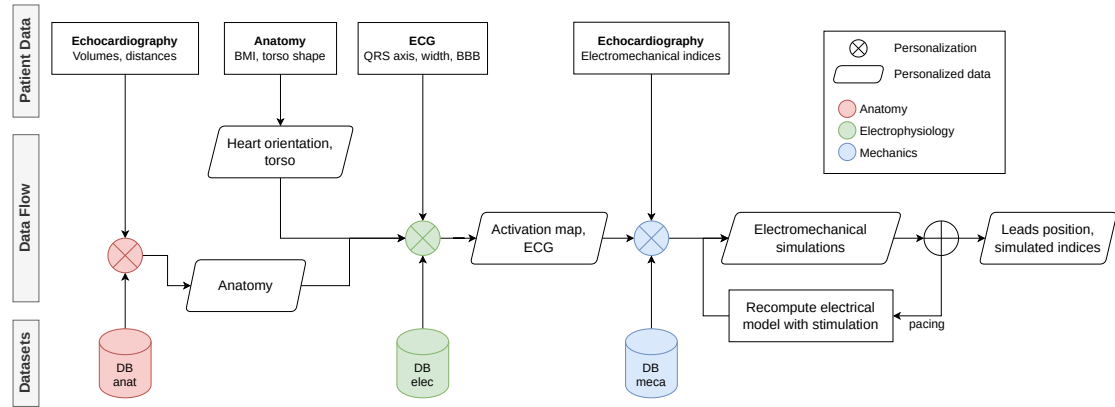 Patient Data
Echocardiography
Volumes, distances
Anatomy
BMI, torso shape
ECG
QRS axis, width, BBB
Echocardiography
Electromechanical indices
Personalization
Personalized data
Anatomy
Electrophysiology
Mechanics
Data Flow
Heart orientation,
torso
Anatomy
Activation map,
ECG
Electromechanical
simulations
Leads position,
simulated indices
Recompute electrical
model with stimulation
pacing
Datasets
DB
anat
DB
elec
DB
meca